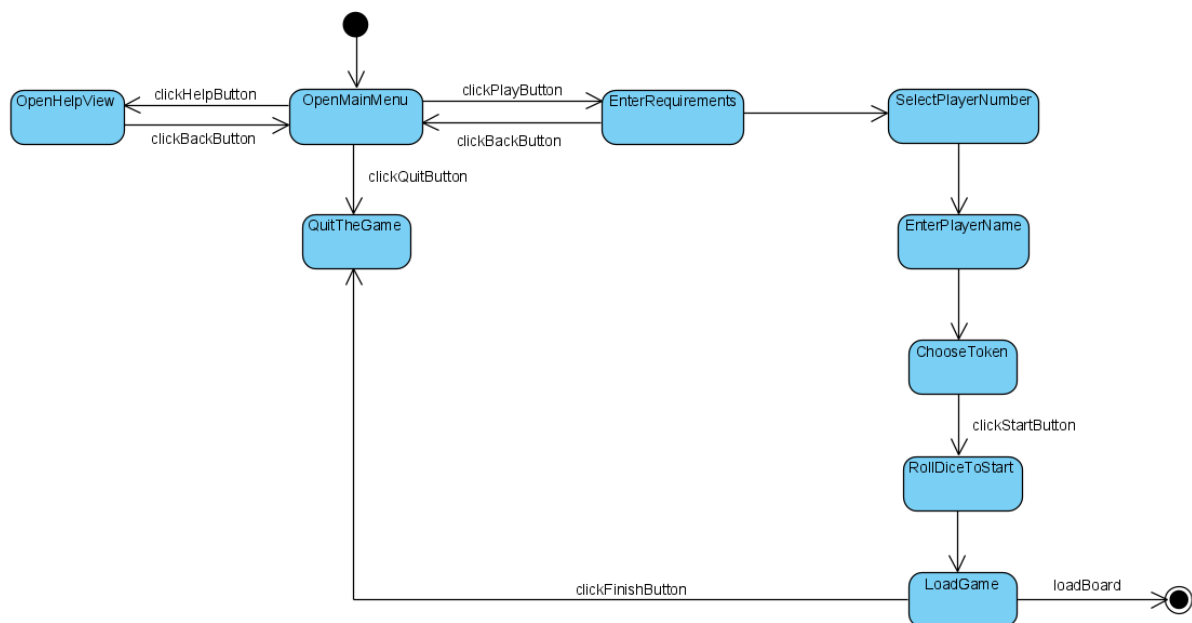 OpenHelpView
clickHelpButton
OpenMainMenu
clickPlayButton
EnterRequirements
SelectPlayerNumber
clickBackButton
clickBackButton
clickQuitButton
QuitTheGame
EnterPlayerName
ChooseToken
clickStartButton
RollDiceToStart
clickFinishButton
LoadGame
loadBoard